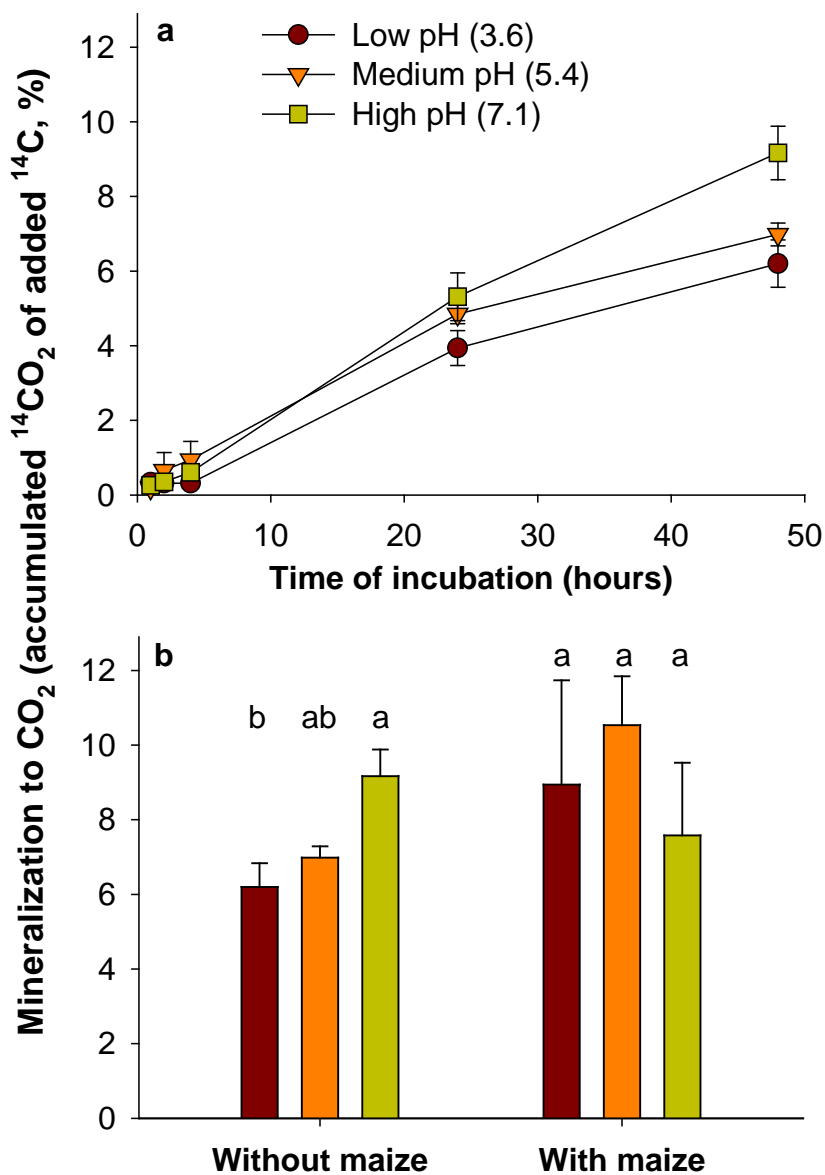 Mineralization to CO₂ (accumulated ¹⁴CO₂ of added ¹⁴C, %)
a
Low pH (3.6)
Medium pH (5.4)
High pH (7.1)
12
10
8
6
4
2
0
0 10 20 30 40 50
Time of incubation (hours)
b
12
10
8
6
4
2
0
b ab a a a a
Without maize With maize